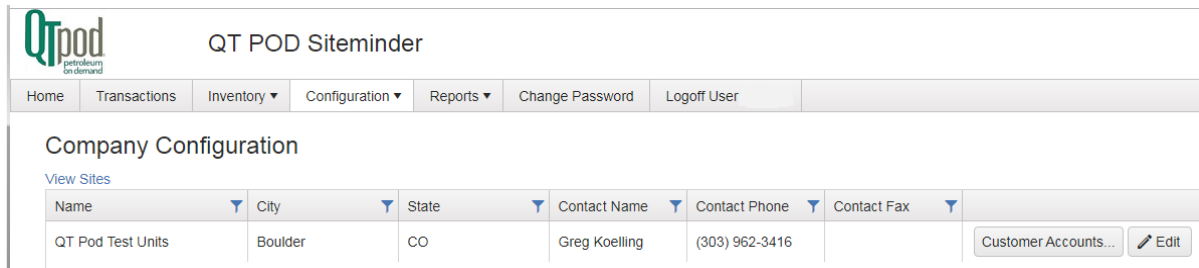 QTpod
petroleum
on demand
QT POD Siteminder
Home Transactions Inventory ▾ Configuration ▾ Reports ▾ Change Password Logoff User
Company Configuration
View Sites
Name City State Contact Name Contact Phone Contact Fax
QT Pod Test Units Boulder CO Greg Koelling (303) 962-3416 Customer Accounts... Edit